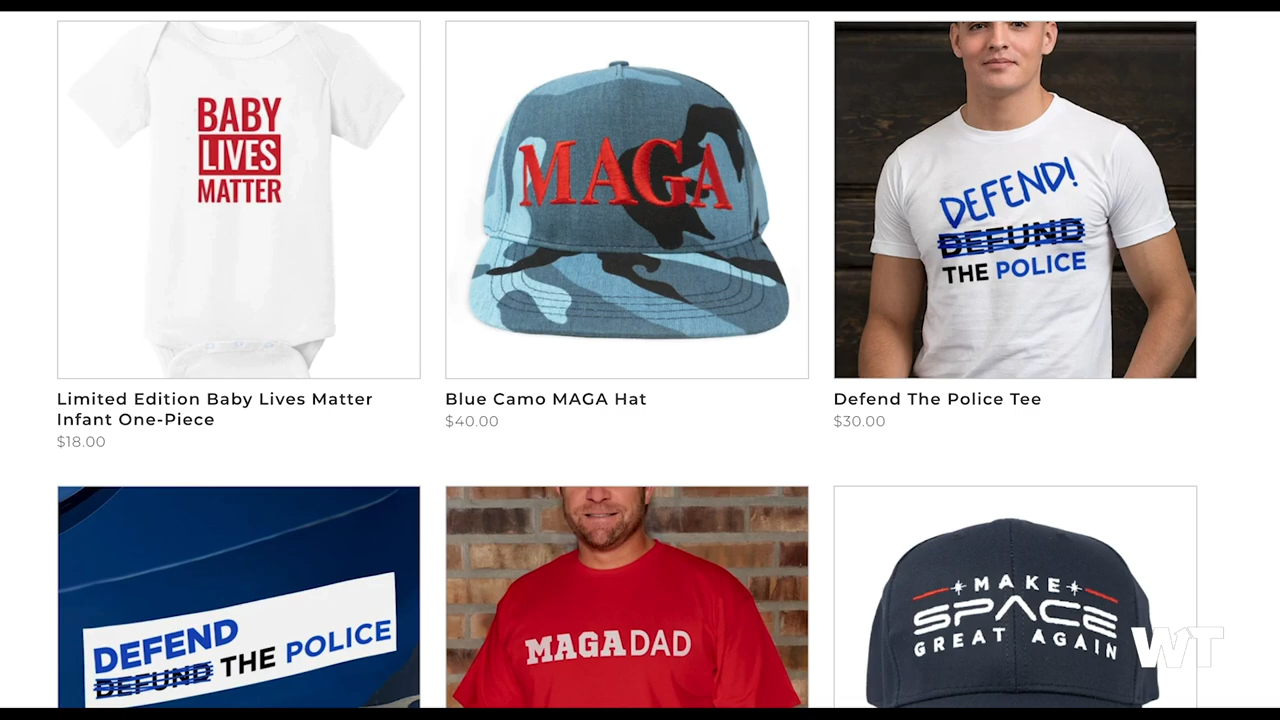 BABY
LIVES
MATTER
MAGA
DEFEND!
DEFUND
THE POLICE
Limited Edition Baby Lives Matter
Infant One-Piece
$18.00
Blue Camo MAGA Hat
$40.00
Defend The Police Tee
$30.00
DEFEND
DEFUND THE POLICE
MAGADAD
MAKE
SPACE
GREAT AGAIN
WT